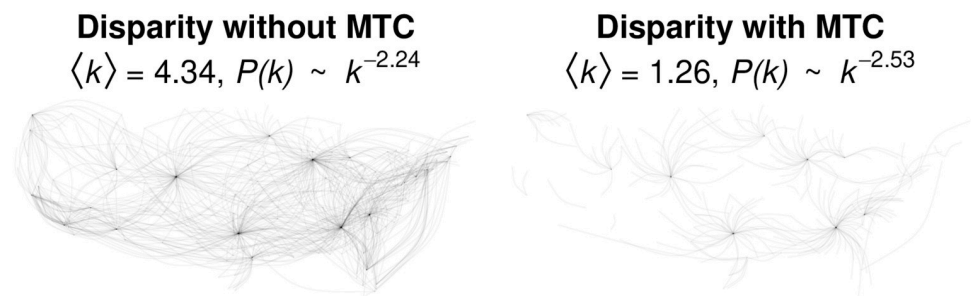 Disparity without MTC
⟨k⟩ = 4.34, P(k) ~ k^−2.24
Disparity with MTC
⟨k⟩ = 1.26, P(k) ~ k^−2.53